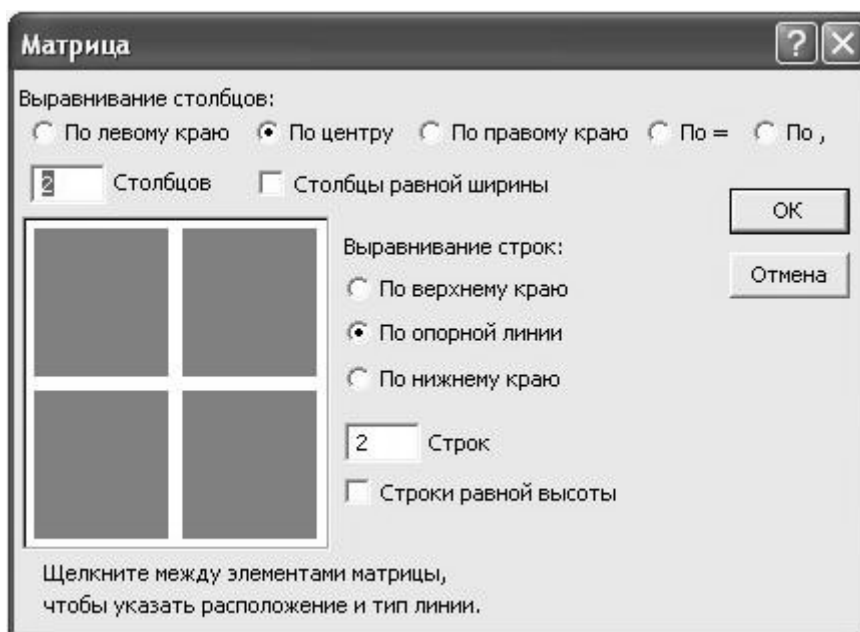 Матрица
Выравнивание столбцов:
По левому краю По центру По правому краю По = По ,
2 Столбцов Столбцы равной ширины
ОК
Выравнивание строк:
Отмена
По верхнему краю
По опорной линии
По нижнему краю
2 Строк
Строки равной высоты
Щелкните между элементами матрицы,
чтобы указать расположение и тип линии.